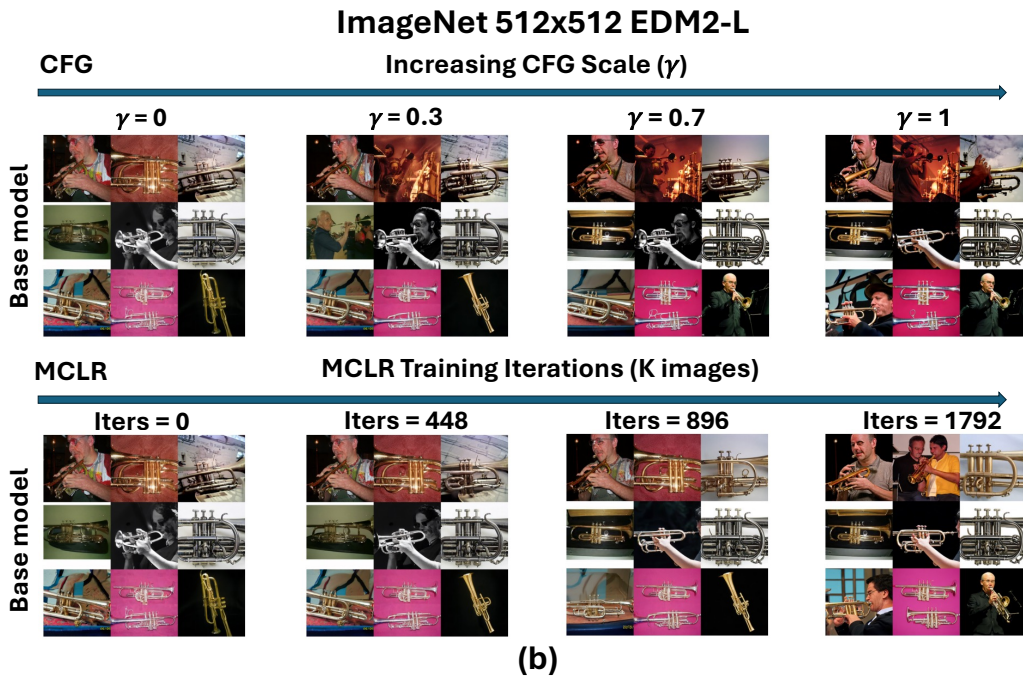 ImageNet 512x512 EDM2-L
CFG
Increasing CFG Scale (γ)
γ = 0
γ = 0.3
γ = 0.7
γ = 1
Base model
MCLR
MCLR Training Iterations (K images)
Iters = 0
Iters = 448
Iters = 896
Iters = 1792
Base model
(b)